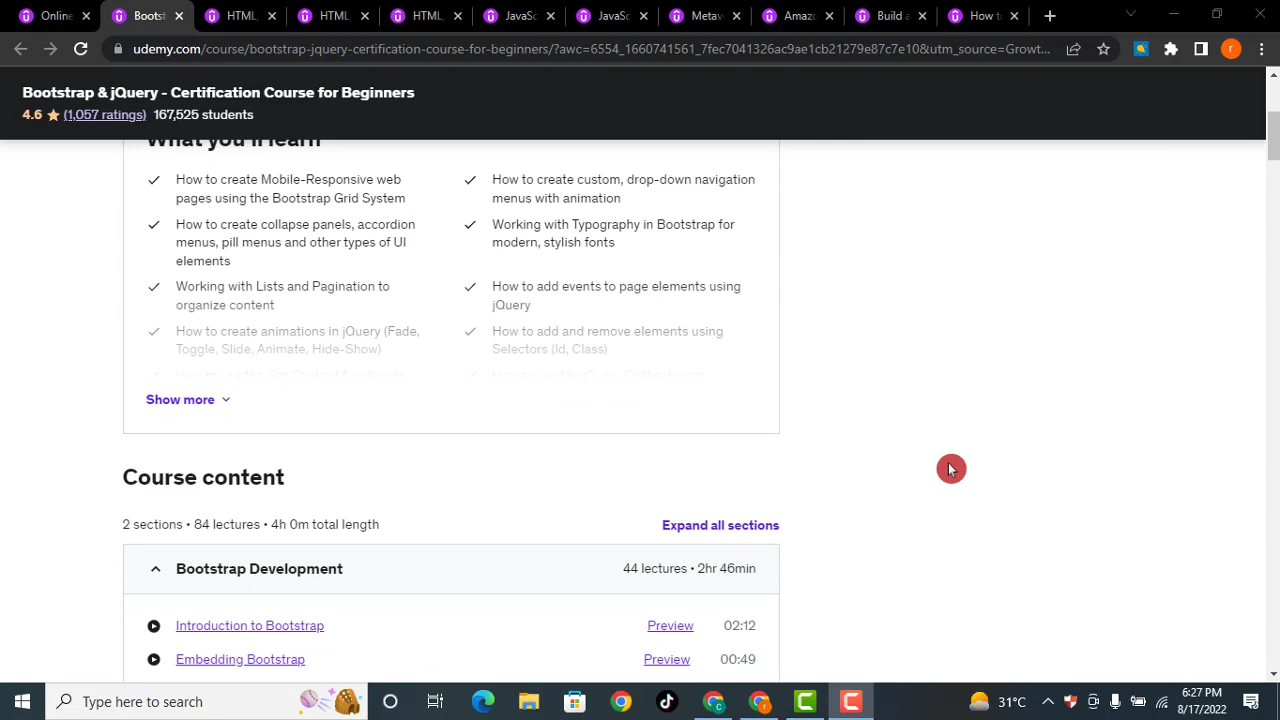 Online
Bootst
HTML,
HTML,
HTML,
JavaSc
JavaSc
Metav
Amazo
Build a
How to
udemy.com/course/bootstrap-jquery-certification-course-for-beginners/?awc=6554_1660741561_7fec7041326ac9ae1cb21279e87c7e10&utm_source=Growt...
Bootstrap & jQuery - Certification Course for Beginners
4.6 (1,057 ratings) 167,525 students
What you'll learn
How to create Mobile-Responsive web
pages using the Bootstrap Grid System
How to create custom, drop-down navigation
menus with animation
How to create collapse panels, accordion
menus, pill menus and other types of UI
elements
Working with Typography in Bootstrap for
modern, stylish fonts
Working with Lists and Pagination to
organize content
How to add events to page elements using
jQuery
How to create animations in jQuery (Fade,
Toggle, Slide, Animate, Hide-Show)
How to add and remove elements using
Selectors (Id, Class)
Show more
Course content
2 sections • 84 lectures • 4h 0m total length
Expand all sections
Bootstrap Development
44 lectures • 2hr 46min
Introduction to Bootstrap Preview 02:12
Embedding Bootstrap Preview 00:49
Type here to search
31°C
6:27 PM
8/17/2022